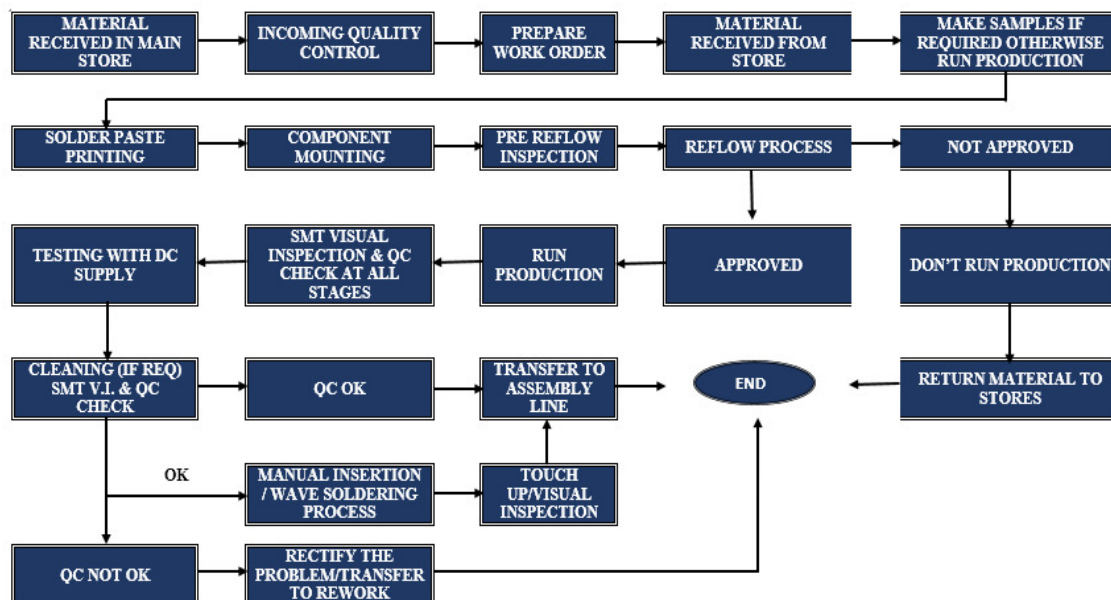 MATERIAL
RECEIVED IN MAIN
STORE
INCOMING QUALITY
CONTROL
PREPARE
WORK ORDER
MATERIAL
RECEIVED FROM
STORE
MAKE SAMPLES IF
REQUIRED OTHERWISE
RUN PRODUCTION
SOLDER PASTE
PRINTING
COMPONENT
MOUNTING
PRE REFLOW
INSPECTION
REFLOW PROCESS
NOT APPROVED
TESTING WITH DC
SUPPLY
SMT VISUAL
INSPECTION & QC
CHECK AT ALL
STAGES
RUN
PRODUCTION
APPROVED
DON'T RUN PRODUCTION
CLEANING (IF REQ)
SMT V.I. & QC
CHECK
QC OK
TRANSFER TO
ASSEMBLY
LINE
END
RETURN MATERIAL TO
STORES
OK
MANUAL INSERTION
/ WAVE SOLDERING
PROCESS
TOUCH
UP/VISUAL
INSPECTION
QC NOT OK
RECTIFY THE
PROBLEM/TRANSFER
TO REWORK